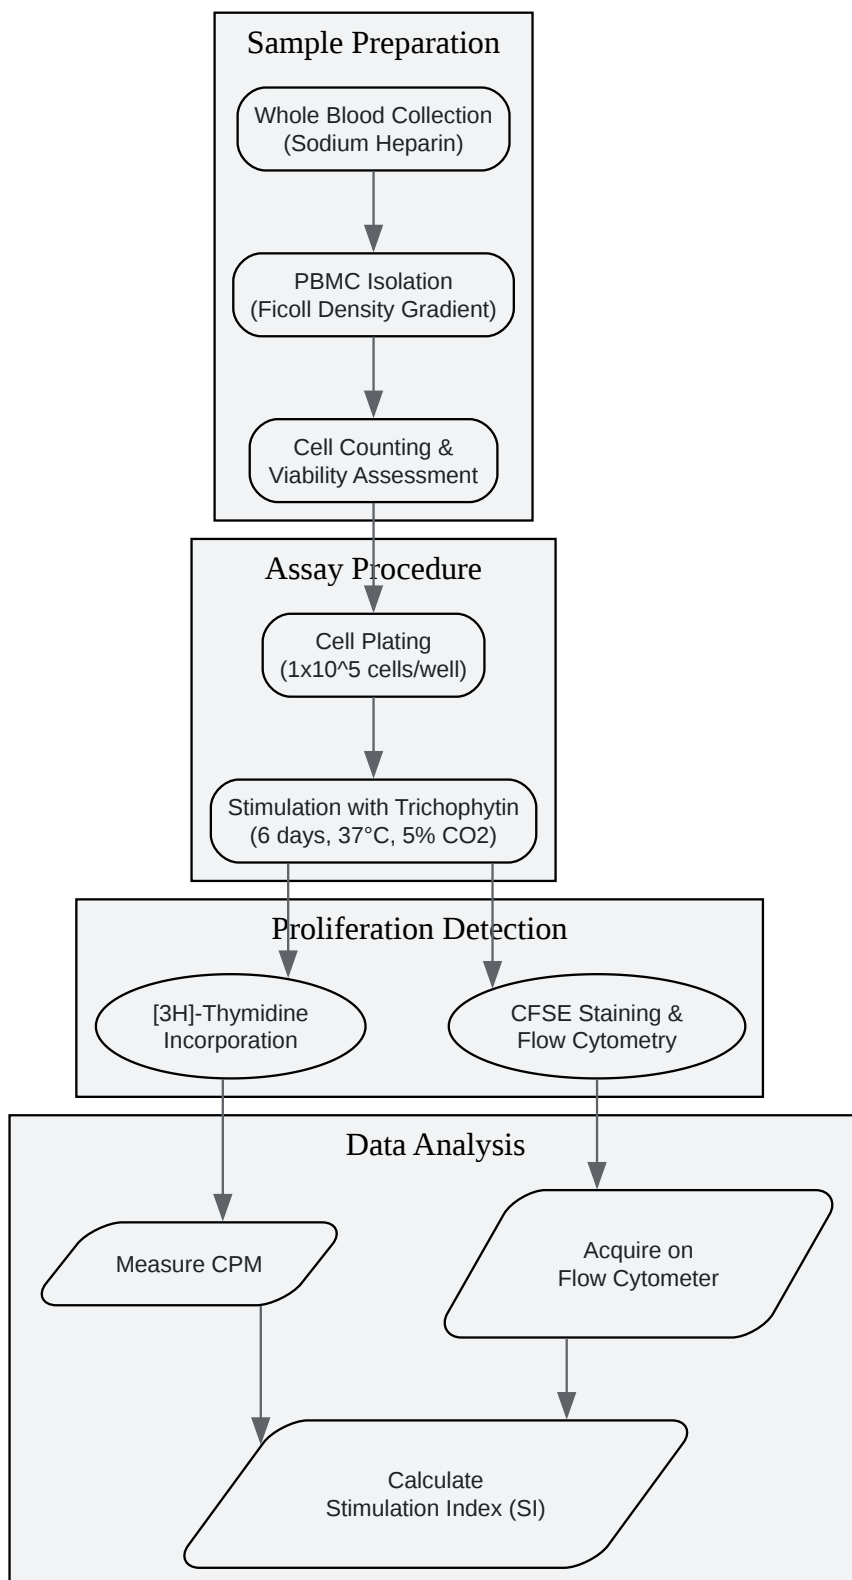 Sample Preparation
Whole Blood Collection
(Sodium Heparin)
PBMC Isolation
(Ficoll Density Gradient)
Cell Counting &
Viability Assessment
Assay Procedure
Cell Plating
(1x10^5 cells/well)
Stimulation with Trichophytin
(6 days, 37°C, 5% CO2)
Proliferation Detection
[3H]-Thymidine
Incorporation
CFSE Staining &
Flow Cytometry
Data Analysis
Measure CPM
Acquire on
Flow Cytometer
Calculate
Stimulation Index (SI)